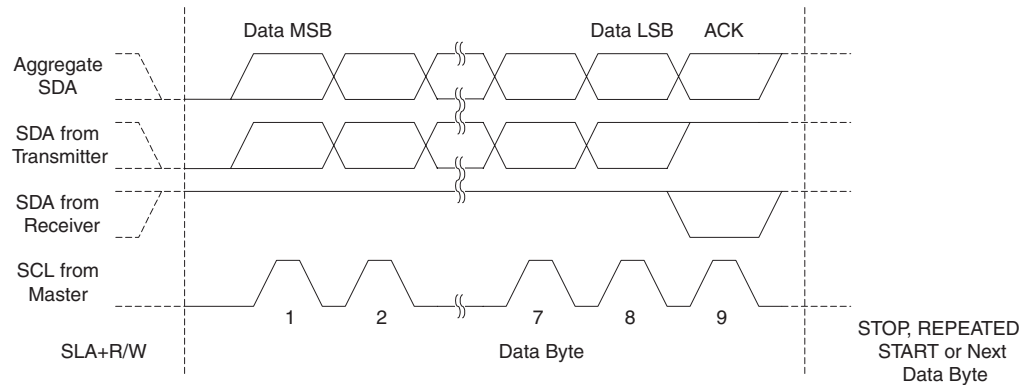 Data MSB
Data LSB
ACK
Aggregate
SDA
SDA from
Transmitter
SDA from
Receiver
SCL from
Master
1
2
7
8
9
SLA+R/W
Data Byte
STOP, REPEATED
START or Next
Data Byte